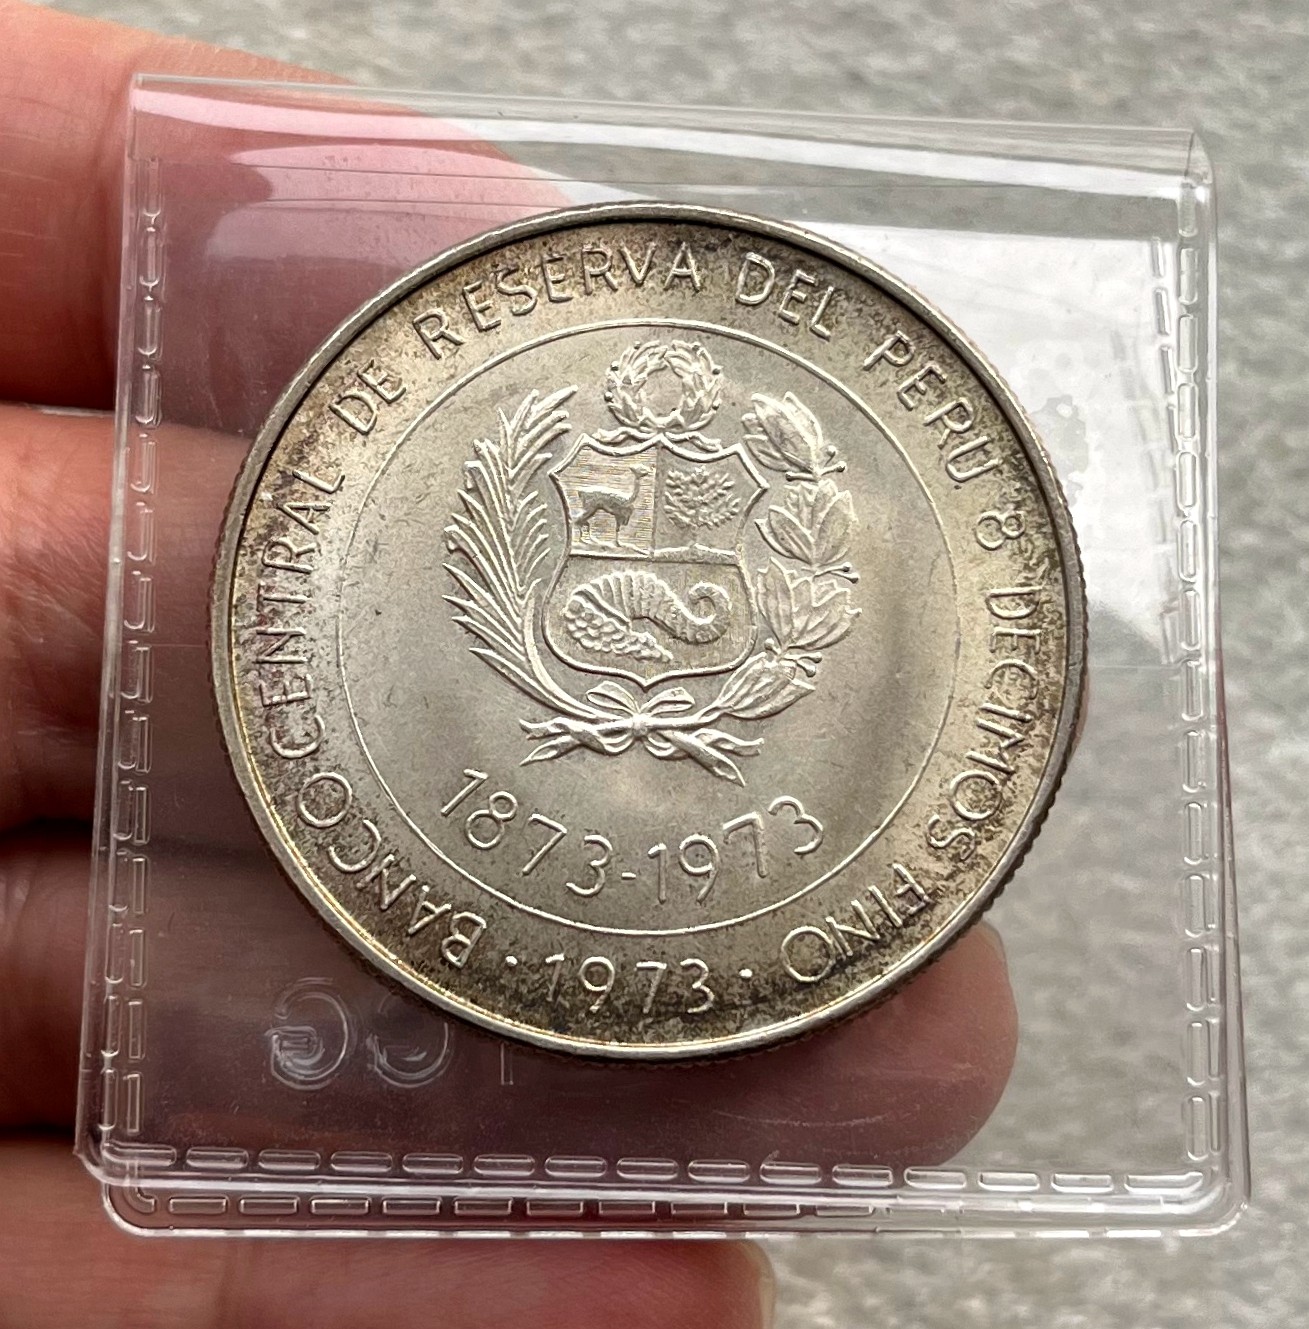 BANCO CENTRAL DE RESERVA DEL PERU 8 DECIMOS FINO
1873-1973
· 1973 ·